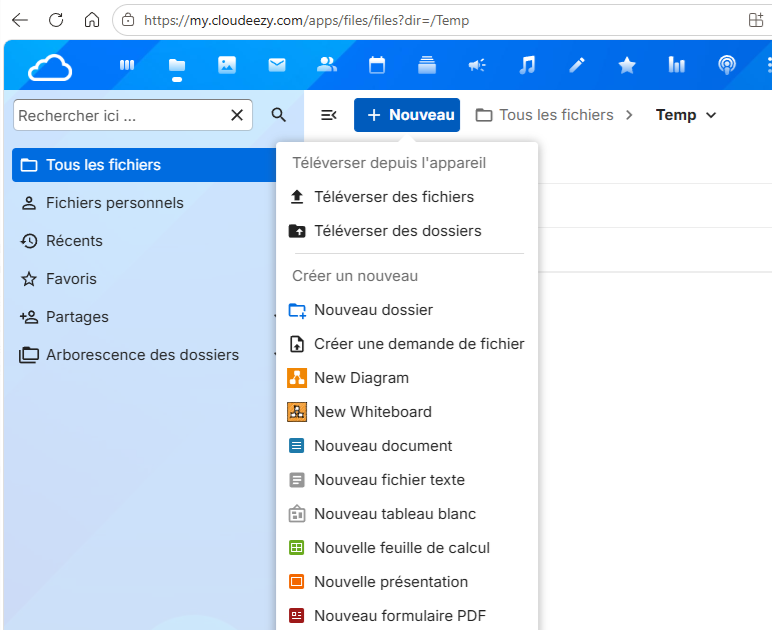 https://my.cloudeezy.com/apps/files/files?dir=/Temp
Rechercher ici ...
Nouveau
Tous les fichiers
Temp
Tous les fichiers
Fichiers personnels
Récents
Favoris
Partages
Arborescence des dossiers
Téléverser depuis l'appareil
Téléverser des fichiers
Téléverser des dossiers
Créer un nouveau
Nouveau dossier
Créer une demande de fichier
New Diagram
New Whiteboard
Nouveau document
Nouveau fichier texte
Nouveau tableau blanc
Nouvelle feuille de calcul
Nouvelle présentation
Nouveau formulaire PDF